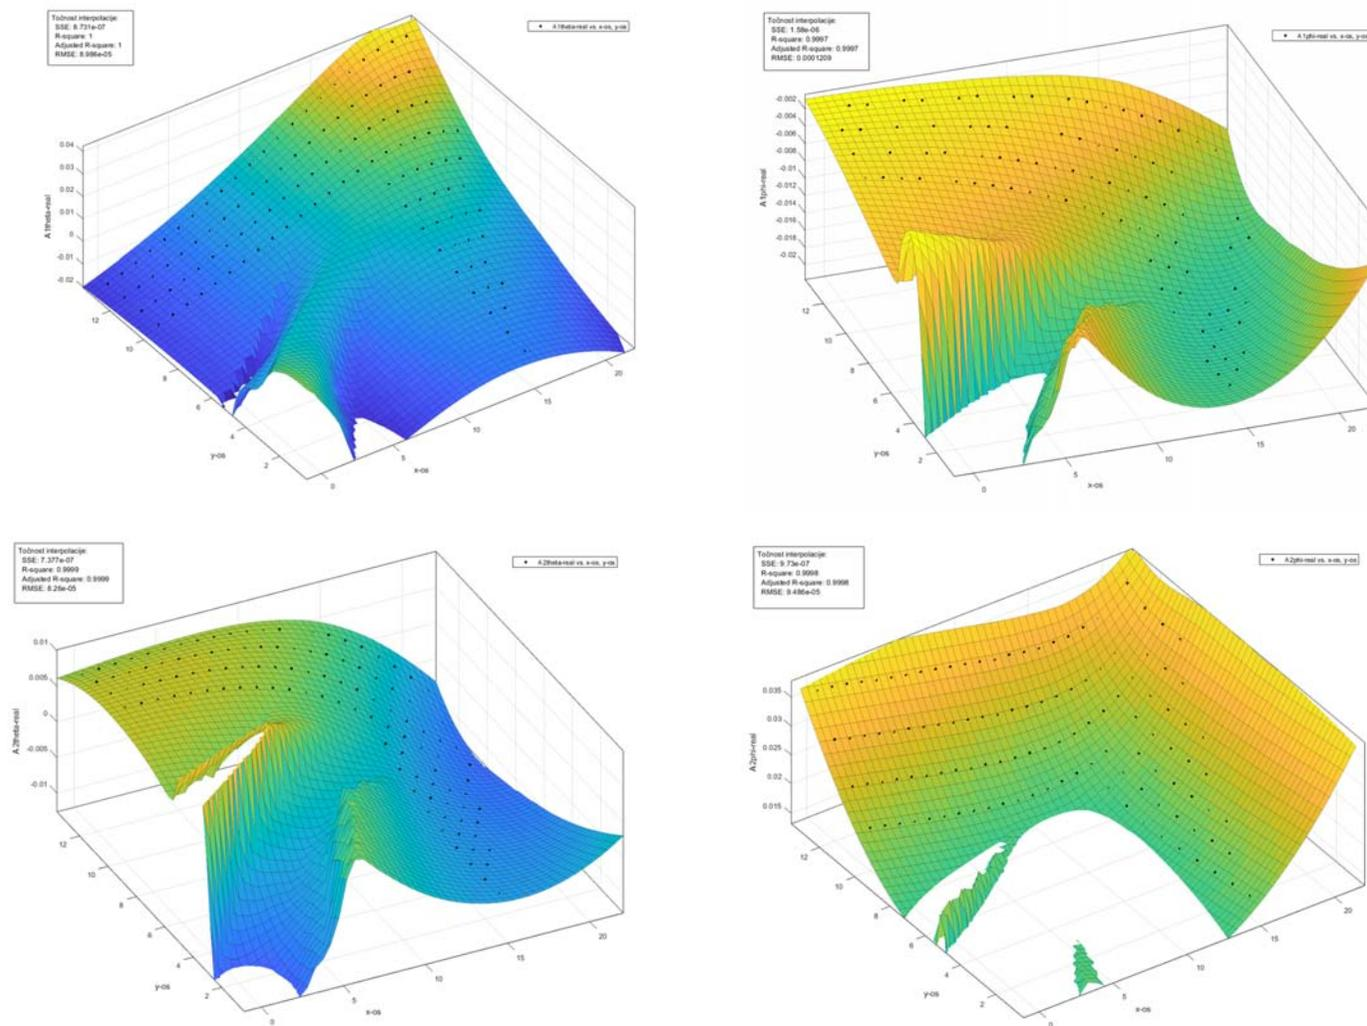 Točnost interpolacije:
SSE: 8.731e-07
R-square: 1
Adjusted R-square: 1
RMSE: 8.986e-05
A1theta-real vs. x-os, y-os
0.04
0.03
0.02
0.01
0
-0.01
-0.02
A1theta-real
12
10
8
6
4
2
y-os
0
5
10
15
20
x-os
Točnost interpolacije:
SSE: 1.58e-06
R-square: 0.9997
Adjusted R-square: 0.9997
RMSE: 0.0001209
A1phi-real vs. x-os, y-os
-0.002
-0.004
-0.006
-0.008
-0.01
-0.012
-0.014
-0.016
-0.018
-0.02
A1phi-real
12
10
8
6
4
2
y-os
0
5
10
15
20
x-os
Točnost interpolacije:
SSE: 7.377e-07
R-square: 0.9999
Adjusted R-square: 0.9999
RMSE: 8.26e-05
A2theta-real vs. x-os, y-os
0.01
0.005
0
-0.005
-0.01
A2theta-real
12
10
8
6
4
2
y-os
0
5
10
15
20
x-os
Točnost interpolacije:
SSE: 9.73e-07
R-square: 0.9998
Adjusted R-square: 0.9998
RMSE: 9.486e-05
A2phi-real vs. x-os, y-os
0.035
0.03
0.025
0.02
0.015
A2phi-real
12
10
8
6
4
2
y-os
0
5
10
15
20
x-os